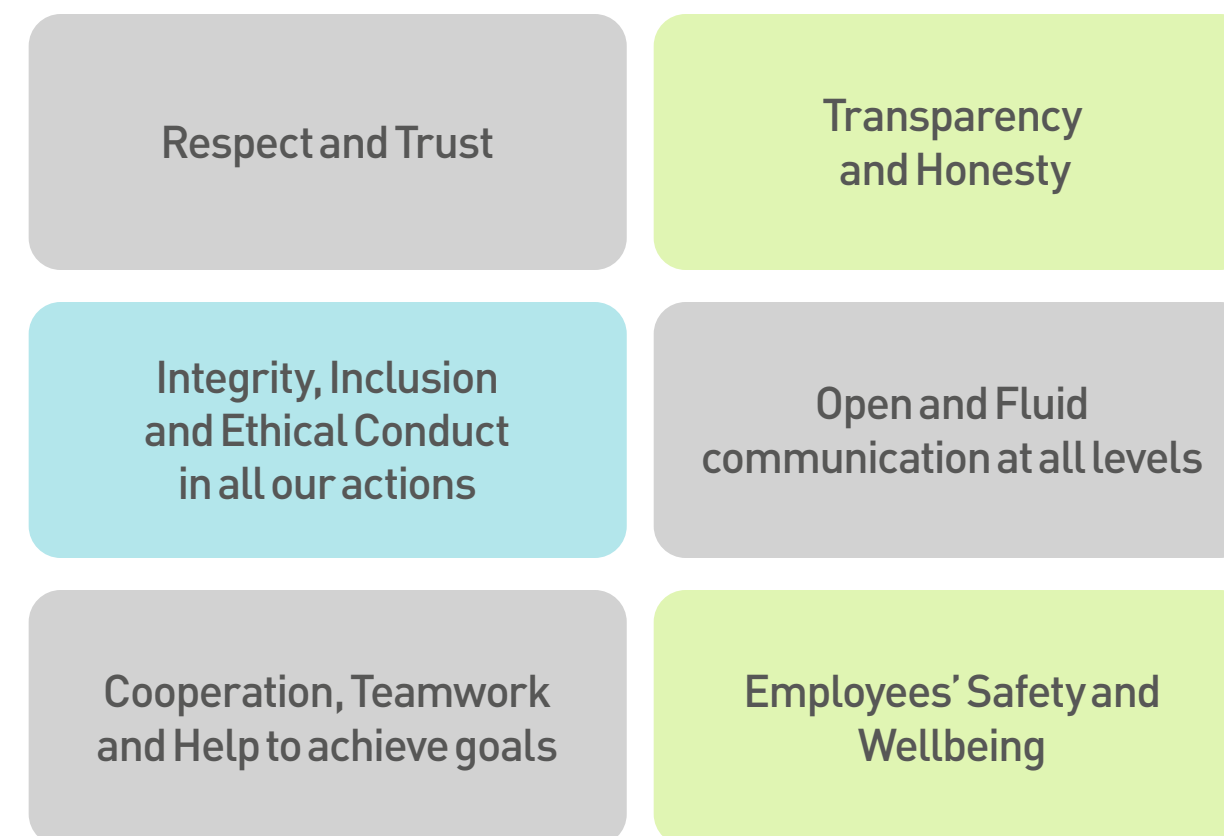 Respect and Trust
Transparency
and Honesty
Integrity, Inclusion
and Ethical Conduct
in all our actions
Open and Fluid
communication at all levels
Cooperation, Teamwork
and Help to achieve goals
Employees’ Safety and
Wellbeing